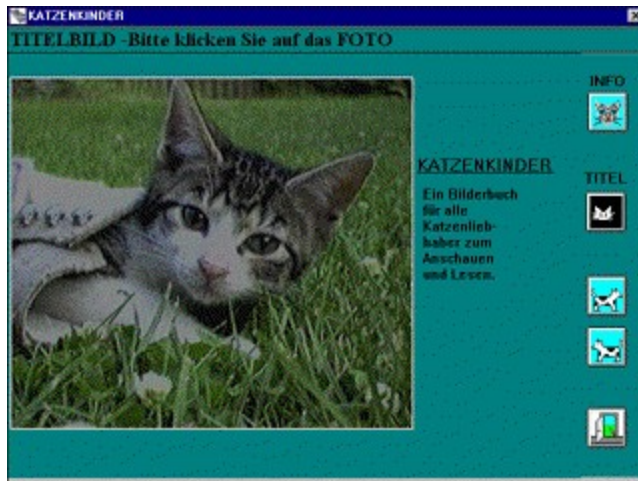 KATZENKINDER
TITELBILD -Bitte klicken Sie auf das FOTO
INFO
KATZENKINDER
TITEL
Ein Bilderbuch
für alle
Katzenlieb-
haber zum
Anschauen
und Lesen.